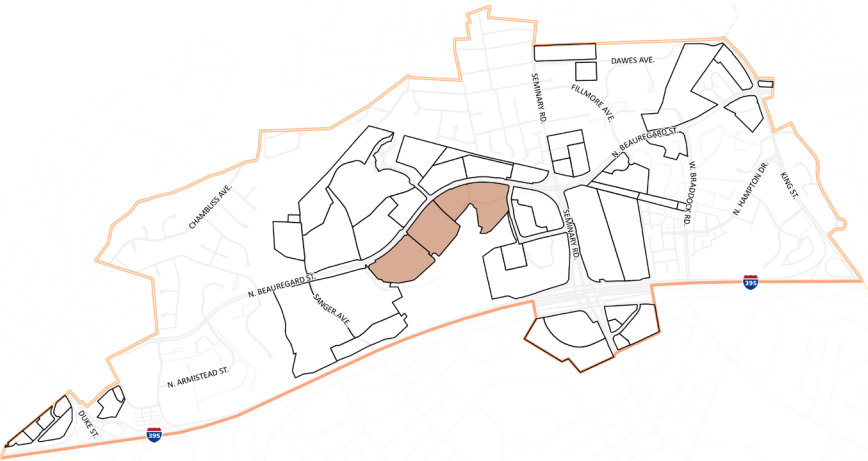 DAWES AVE.
SEMINARY RD.
FILLMORE AVE.
N. BEAUREGARD ST.
W. BRADDOCK RD.
N. HAMPTON DR.
KING ST.
CHAMBLISS AVE.
SEMINARY RD.
N. BEAUREGARD ST.
395
SANGER AVE.
N. ARMISTEAD ST.
DUKE ST.
395